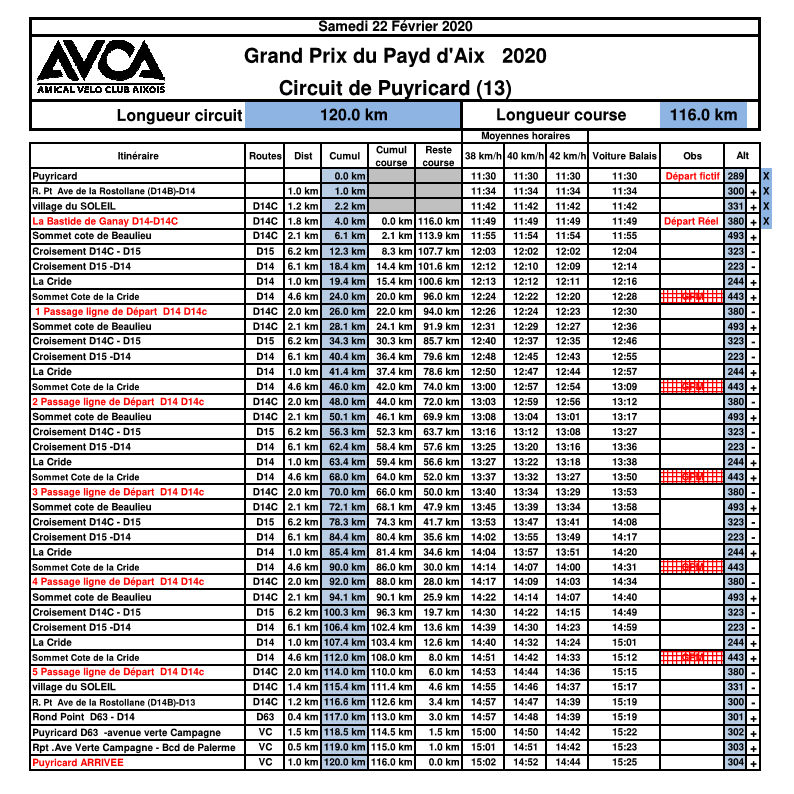 Samedi 22 Février 2020
AVCA
AMICAL VELO CLUB AIXOIS
Grand Prix du Payd'Aix 2020
Circuit de Puyricard (13)
Longueur circuit 120.0 km Longueur course 116.0 km
Moyennes horaires
Itinéraire Routes Dist Cumul Cumul course Reste course 38 km/h 40 km/h 42 km/h Voiture Balais Obs Alt
Puyricard 0.0 km 11:30 11:30 11:30 11:30 Départ fictif 289 X
R. Pt Ave de la Rostollane (D14B)-D14 1.0 km 1.0 km 11:34 11:34 11:34 11:34 300 + X
village du SOLEIL D14C 1.2 km 2.2 km 11:42 11:42 11:42 11:42 331 + X
La Bastide de Ganay D14-D14C D14C 1.8 km 4.0 km 0.0 km 116.0 km 11:49 11:49 11:49 11:49 Départ Réel 380 + X
Sommet cote de Beaulieu D14C 2.1 km 6.1 km 2.1 km 113.9 km 11:55 11:54 11:54 11:55 493 +
Croisement D14C - D15 D15 6.2 km 12.3 km 8.3 km 107.7 km 12:03 12:02 12:02 12:04 323 -
Croisement D15 -D14 D14 6.1 km 18.4 km 14.4 km 101.6 km 12:12 12:10 12:09 12:14 223 -
La Cride D14 1.0 km 19.4 km 15.4 km 100.6 km 12:13 12:12 12:11 12:16 244 +
Sommet Cote de la Cride D14 4.6 km 24.0 km 20.0 km 96.0 km 12:24 12:22 12:20 12:28 GPM 443 +
1 Passage ligne de Départ D14 D14c D14C 2.0 km 26.0 km 22.0 km 94.0 km 12:26 12:24 12:23 12:30 380 -
Sommet cote de Beaulieu D14C 2.1 km 28.1 km 24.1 km 91.9 km 12:31 12:29 12:27 12:36 493 +
Croisement D14C - D15 D15 6.2 km 34.3 km 30.3 km 85.7 km 12:40 12:37 12:35 12:46 323 -
Croisement D15 -D14 D14 6.1 km 40.4 km 36.4 km 79.6 km 12:48 12:45 12:43 12:55 223 -
La Cride D14 1.0 km 41.4 km 37.4 km 78.6 km 12:50 12:47 12:44 12:57 244 +
Sommet Cote de la Cride D14 4.6 km 46.0 km 42.0 km 74.0 km 13:00 12:57 12:54 13:09 GPM 443 +
2 Passage ligne de Départ D14 D14c D14C 2.0 km 48.0 km 44.0 km 72.0 km 13:03 12:59 12:56 13:12 380 -
Sommet cote de Beaulieu D14C 2.1 km 50.1 km 46.1 km 69.9 km 13:08 13:04 13:01 13:17 493 +
Croisement D14C - D15 D15 6.2 km 56.3 km 52.3 km 63.7 km 13:16 13:12 13:08 13:27 323 -
Croisement D15 -D14 D14 6.1 km 62.4 km 58.4 km 57.6 km 13:25 13:20 13:16 13:36 223 -
La Cride D14 1.0 km 63.4 km 59.4 km 56.6 km 13:27 13:22 13:18 13:38 244 +
Sommet Cote de la Cride D14 4.6 km 68.0 km 64.0 km 52.0 km 13:37 13:32 13:27 13:50 GPM 443 +
3 Passage ligne de Départ D14 D14c D14C 2.0 km 70.0 km 66.0 km 50.0 km 13:40 13:34 13:29 13:53 380 -
Sommet cote de Beaulieu D14C 2.1 km 72.1 km 68.1 km 47.9 km 13:45 13:39 13:34 13:58 493 +
Croisement D14C - D15 D15 6.2 km 78.3 km 74.3 km 41.7 km 13:53 13:47 13:41 14:08 323 -
Croisement D15 -D14 D14 6.1 km 84.4 km 80.4 km 35.6 km 14:02 13:55 13:49 14:17 223 -
La Cride D14 1.0 km 85.4 km 81.4 km 34.6 km 14:04 13:57 13:51 14:20 244 +
Sommet Cote de la Cride D14 4.6 km 90.0 km 86.0 km 30.0 km 14:14 14:07 14:00 14:31 GPM 443
4 Passage ligne de Départ D14 D14c D14C 2.0 km 92.0 km 88.0 km 28.0 km 14:17 14:09 14:03 14:34 380 -
Sommet cote de Beaulieu D14C 2.1 km 94.1 km 90.1 km 25.9 km 14:22 14:14 14:07 14:40 493 +
Croisement D14C - D15 D15 6.2 km 100.3 km 96.3 km 19.7 km 14:30 14:22 14:15 14:49 323 -
Croisement D15 -D14 D14 6.1 km 106.4 km 102.4 km 13.6 km 14:39 14:30 14:23 14:59 223 -
La Cride D14 1.0 km 107.4 km 103.4 km 12.6 km 14:40 14:32 14:24 15:01 244 +
Sommet Cote de la Cride D14 4.6 km 112.0 km 108.0 km 8.0 km 14:51 14:42 14:33 15:12 GPM 443 +
5 Passage ligne de Départ D14 D14c D14C 2.0 km 114.0 km 110.0 km 6.0 km 14:53 14:44 14:36 15:15 380 -
village du SOLEIL D14C 1.4 km 115.4 km 111.4 km 4.6 km 14:55 14:46 14:37 15:17 331 -
R. Pt Ave de la Rostollane (D14B)-D13 D14C 1.2 km 116.6 km 112.6 km 3.4 km 14:57 14:47 14:39 15:19 300 -
Rond Point D63 - D14 D63 0.4 km 117.0 km 113.0 km 3.0 km 14:57 14:48 14:39 15:19 301 +
Puyricard D63 -avenue verte Campagne VC 1.5 km 118.5 km 114.5 km 1.5 km 15:00 14:50 14:42 15:22 302 +
Rpt .Ave Verte Campagne - Bcd de Palerme VC 0.5 km 119.0 km 115.0 km 1.0 km 15:01 14:51 14:42 15:23 303 +
Puyricard ARRIVEE VC 1.0 km 120.0 km 116.0 km 0.0 km 15:02 14:52 14:44 15:25 304 +